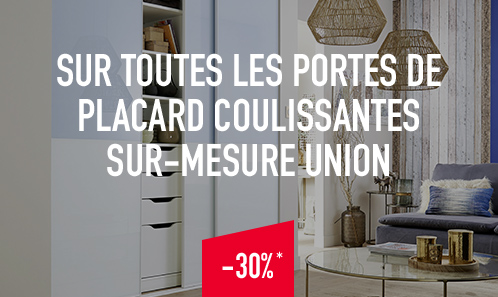 SUR TOUTES LES PORTES DE
PLACARD COULISSANTES
SUR-MESURE UNION
-30%*